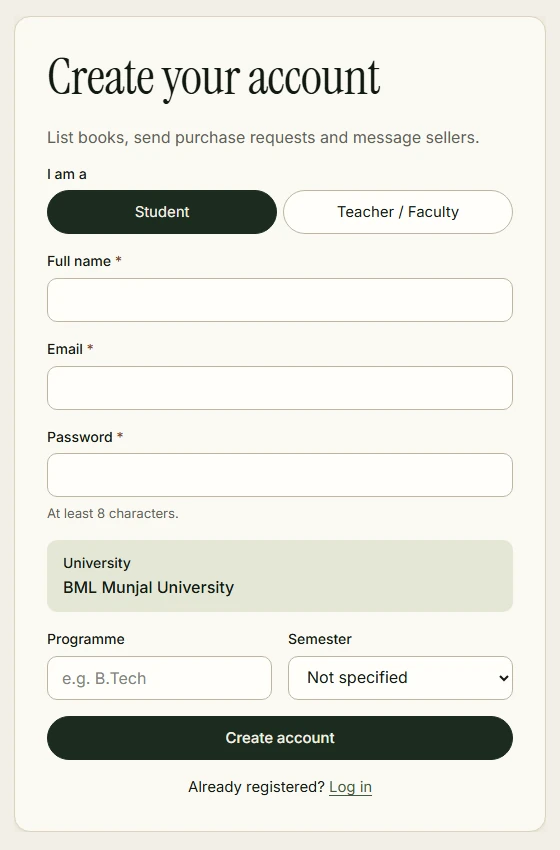 Create your account
List books, send purchase requests and message sellers.
I am a
Student
Teacher / Faculty
Full name *
Email *
Password *
At least 8 characters.
University
BML Munjal University
Programme
Semester
e.g. B.Tech
Not specified
Create account
Already registered? Log in